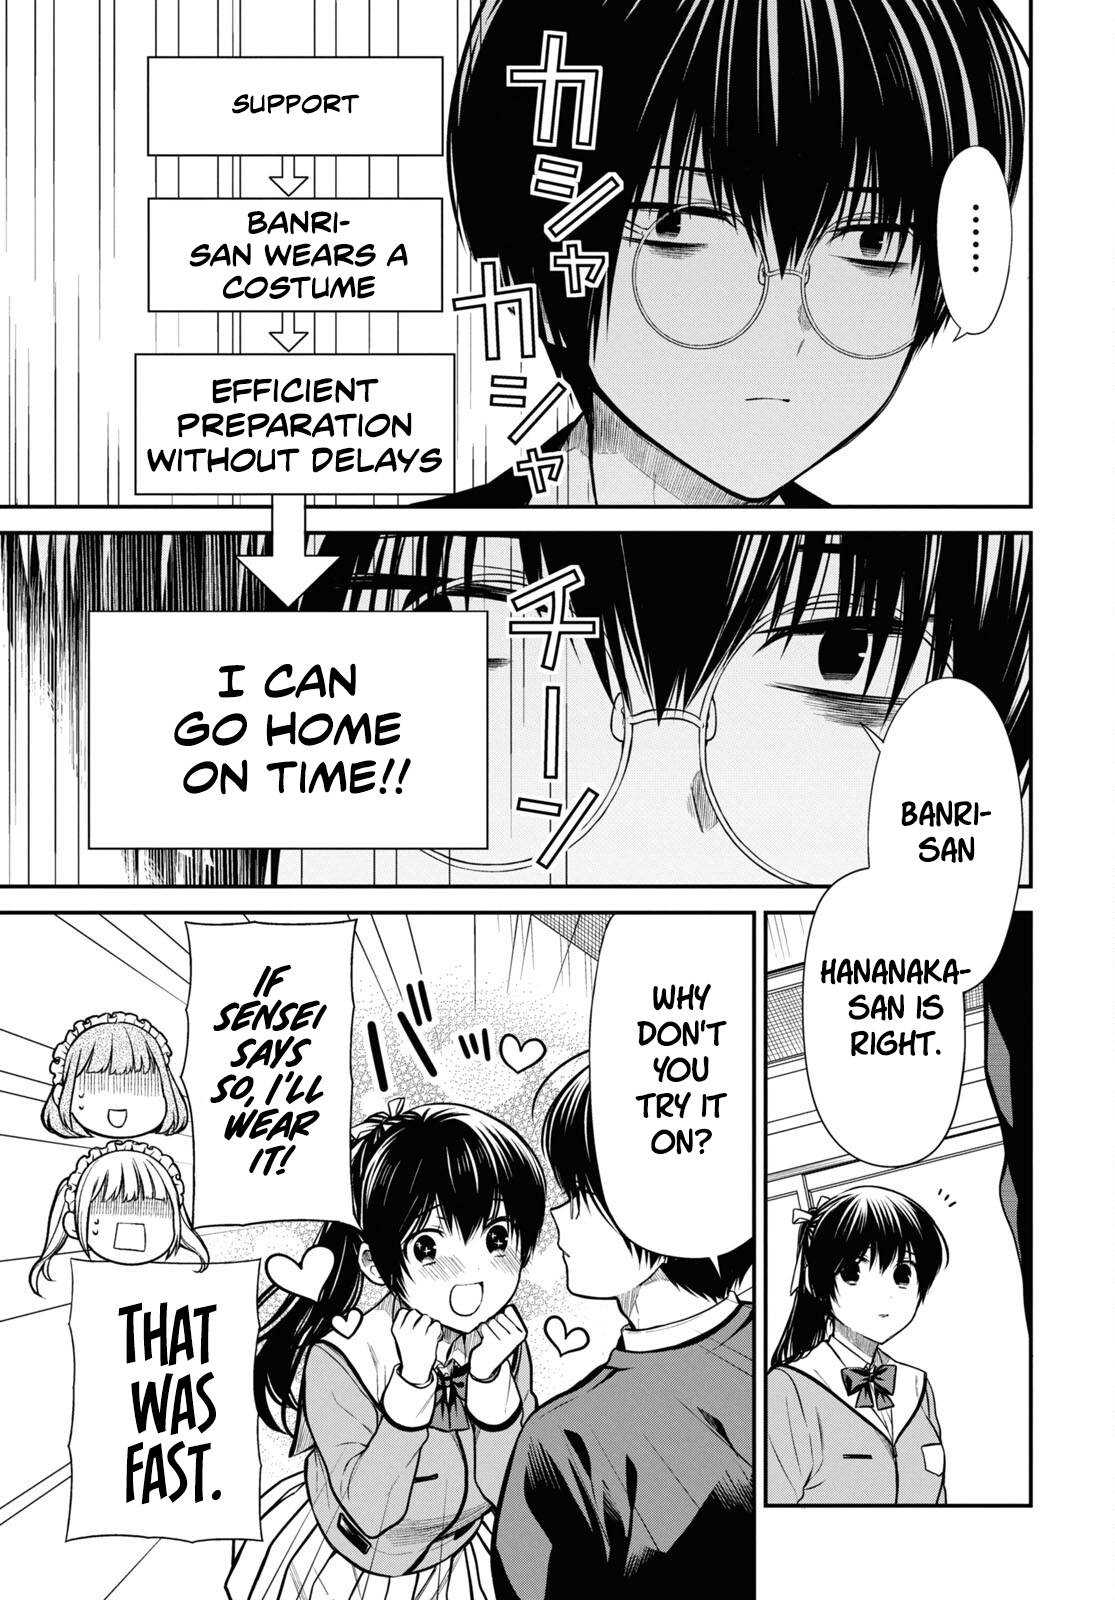 ………
カシャ
カシャ
SUPPORT
BANRI-
SAN WEARS A
COSTUME
EFFICIENT
PREPARATION
WITHOUT DELAYS
チーン
I CAN
GO HOME
ON TIME!!
BANRI-
SAN
HANANAKA-
SAN IS
RIGHT.
WHY
DON'T
YOU
TRY IT
ON?
IF
SENSEI
SAYS
SO, I'LL
WEAR
IT!
THAT
WAS
FAST.